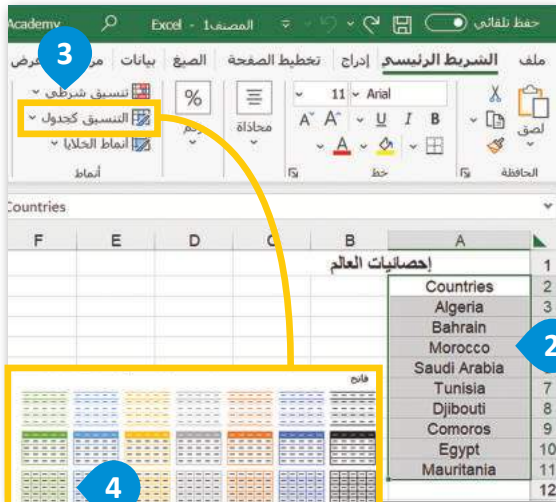 حفظ تلقائي المصنف1 - Excel Academy
3
ملف الشريط الرئيسي إدراج تخطيط الصفحة الصيغ بيانات
11 Arial % تنسيق شرطي
لصق B I U A A محاذاة التنسيق كجدول
A أنماط الخلايا
الحافظة خط أنماط
Countries
A B C D E F
1 إحصائيات العالم
2 Countries
3 Algeria
Bahrain
Morocco 2
Saudi Arabia
7 Tunisia
8 Djibouti
9 Comoros
10 Egypt
11 Mauritania
12
فاتح
4